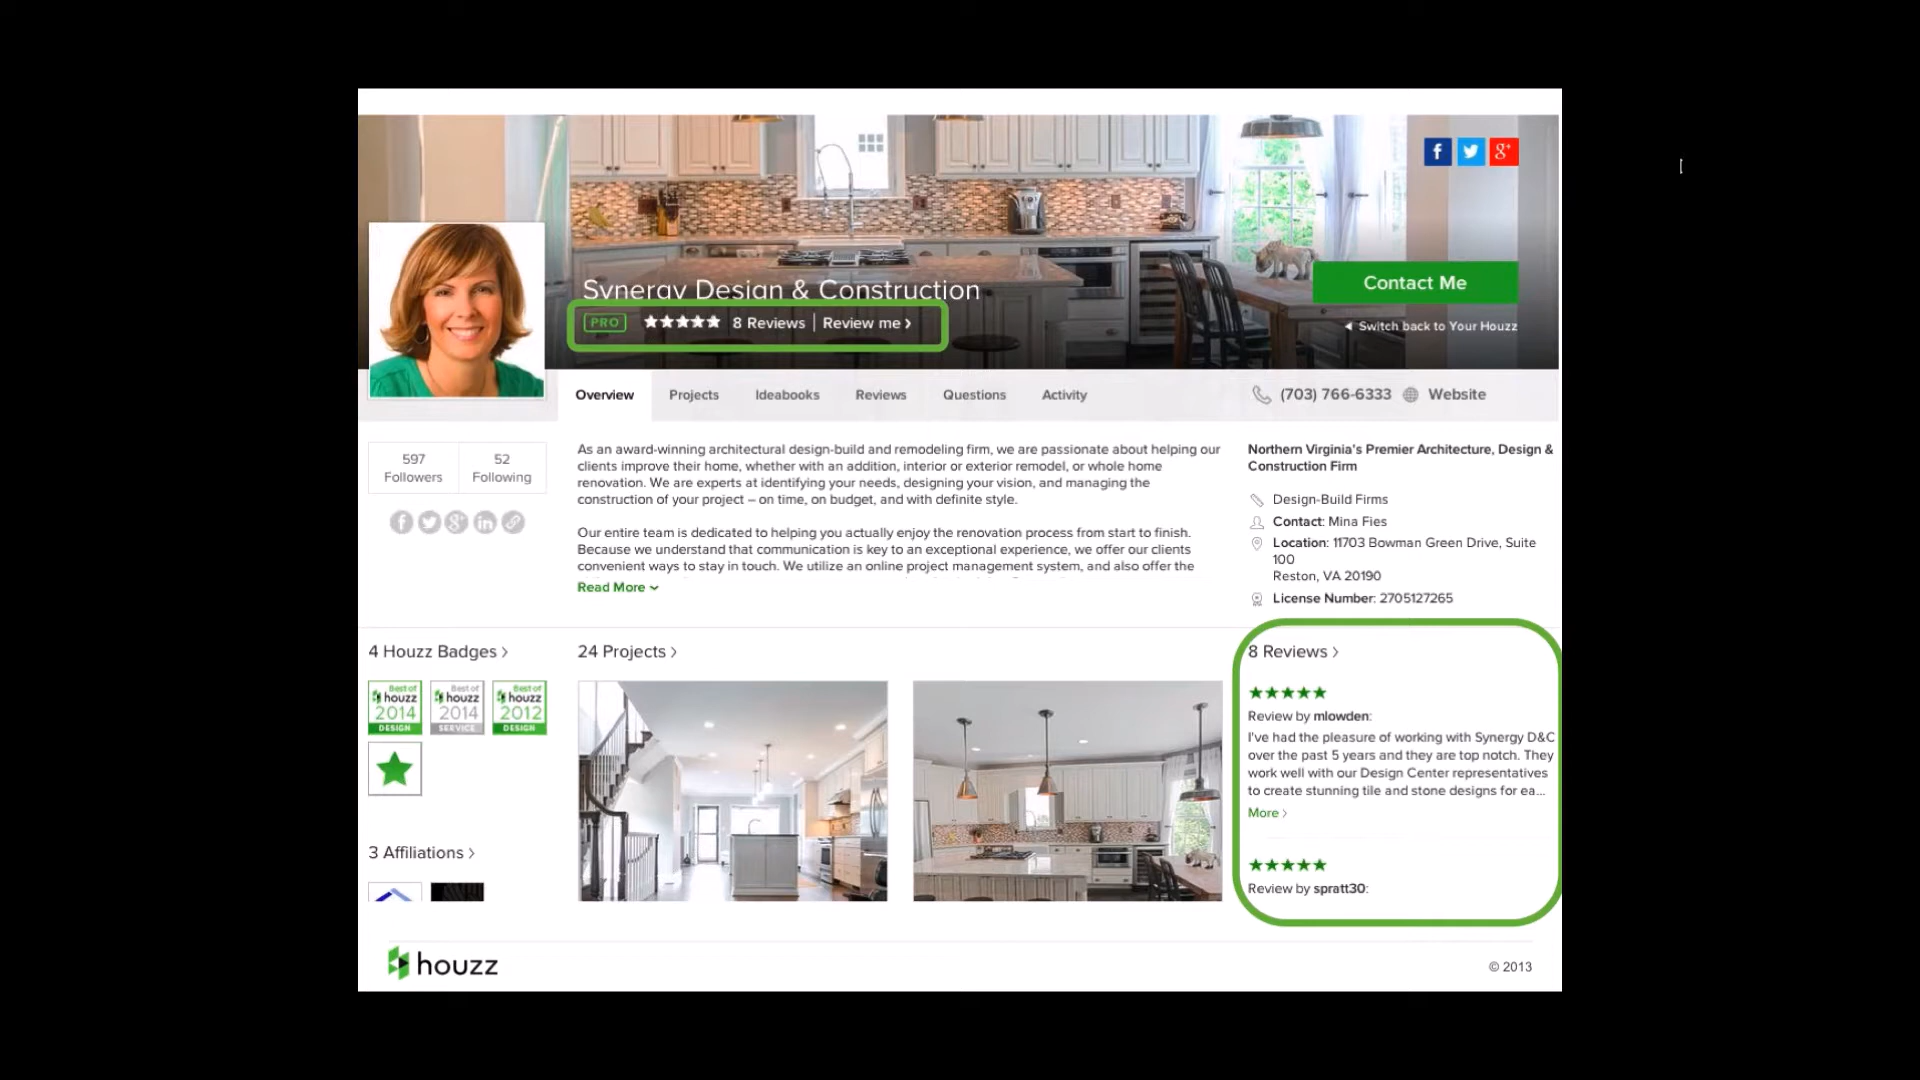 f
g+
Synergy Design & Construction
PRO ★★★★★ 8 Reviews | Review me >
Contact Me
Switch back to Your Houzz
Overview Projects Ideabooks Reviews Questions Activity
(703) 766-6333 Website
597 Followers
52 Following
As an award-winning architectural design-build and remodeling firm, we are passionate about helping our
clients improve their home, whether with an addition, interior or exterior remodel, or whole home
renovation. We are experts at identifying your needs, designing your vision, and managing the
construction of your project – on time, on budget, and with definite style.
Our entire team is dedicated to helping you actually enjoy the renovation process from start to finish.
Because we understand that communication is key to an exceptional experience, we offer our clients
convenient ways to stay in touch. We utilize an online project management system, and also offer the
Read More
Northern Virginia's Premier Architecture, Design &
Construction Firm
Design-Build Firms
Contact: Mina Fies
Location: 11703 Bowman Green Drive, Suite
100
Reston, VA 20190
License Number: 2705127265
4 Houzz Badges >
Best of houzz 2014 DESIGN
Best of houzz 2014 SERVICE
Best of houzz 2012 DESIGN
3 Affiliations >
24 Projects >
8 Reviews >
★★★★★
Review by mlowden:
I've had the pleasure of working with Synergy D&C
over the past 5 years and they are top notch. They
work well with our Design Center representatives
to create stunning tile and stone designs for ea...
More >
★★★★★
Review by spratt30:
houzz
© 2013